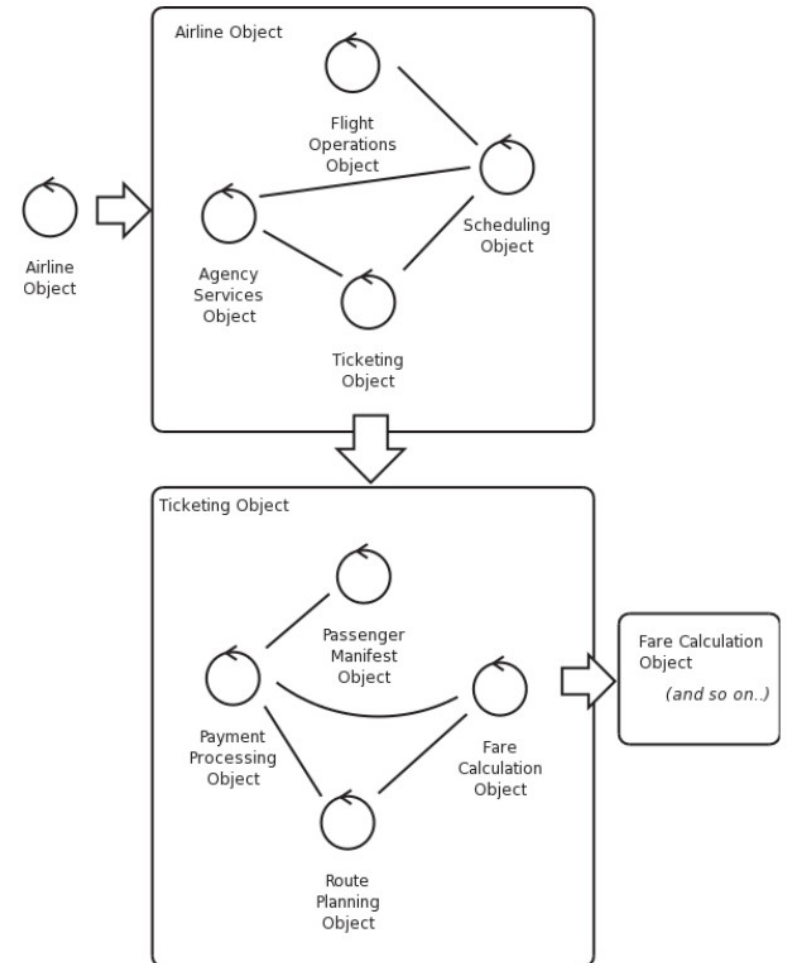 Airline Object
Flight
Operations
Object
Scheduling
Object
Airline
Object
Agency
Services
Object
Ticketing
Object
Ticketing Object
Passenger
Manifest
Object
Fare Calculation
Object
(and so on..)
Payment
Processing
Object
Fare
Calculation
Object
Route
Planning
Object